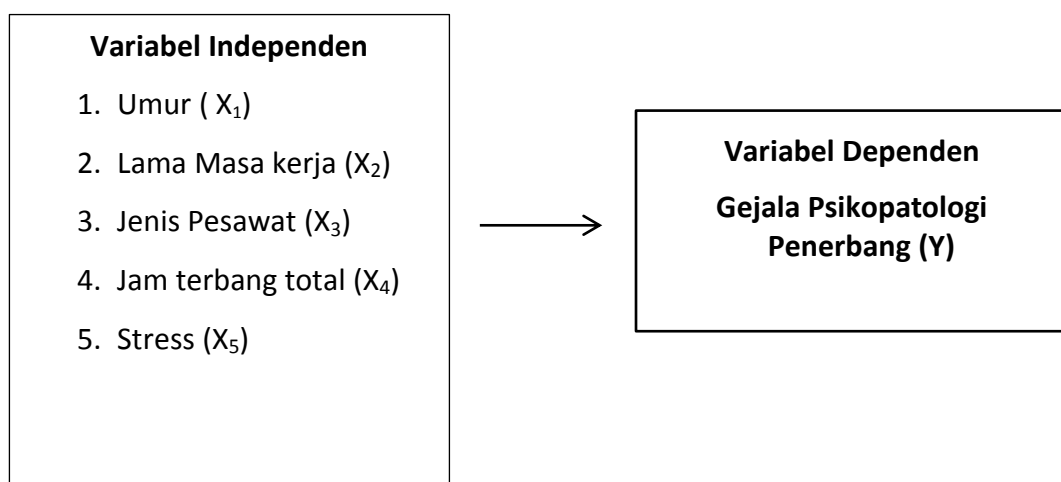 Variabel Independen
1. Umur ( X₁)
2. Lama Masa kerja (X₂)
3. Jenis Pesawat (X₃)
4. Jam terbang total (X₄)
5. Stress (X₅)
Variabel Dependen
Gejala Psikopatologi
Penerbang (Y)